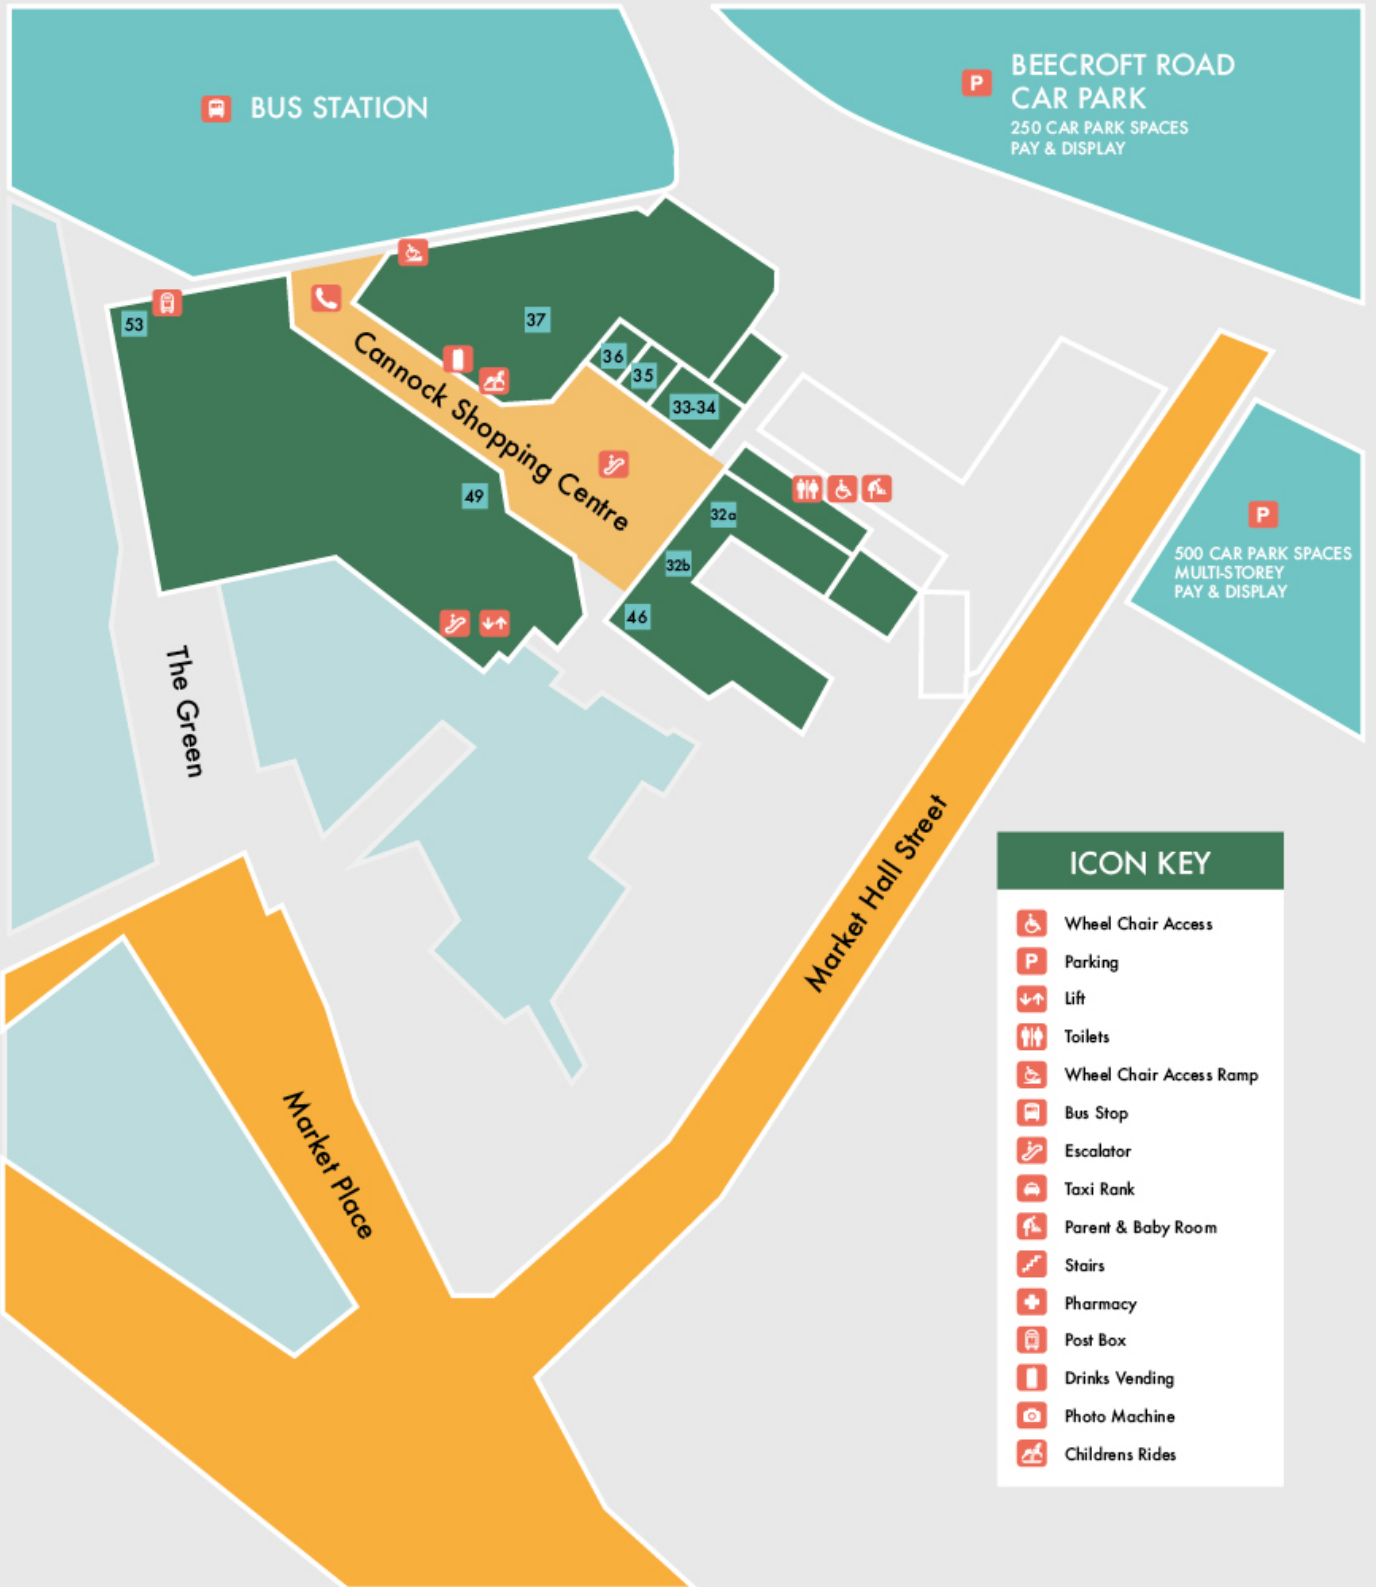 BUS STATION
P
BEECROFT ROAD
CAR PARK
250 CAR PARK SPACES
PAY & DISPLAY
53
37
36
35
33-34
Cannock Shopping Centre
49
32a
32b
46
P
500 CAR PARK SPACES
MULTI-STOREY
PAY & DISPLAY
The Green
Market Hall Street
Market Place
ICON KEY
Wheel Chair Access
P Parking
Lift
Toilets
Wheel Chair Access Ramp
Bus Stop
Escalator
Taxi Rank
Parent & Baby Room
Stairs
Pharmacy
Post Box
Drinks Vending
Photo Machine
Childrens Rides